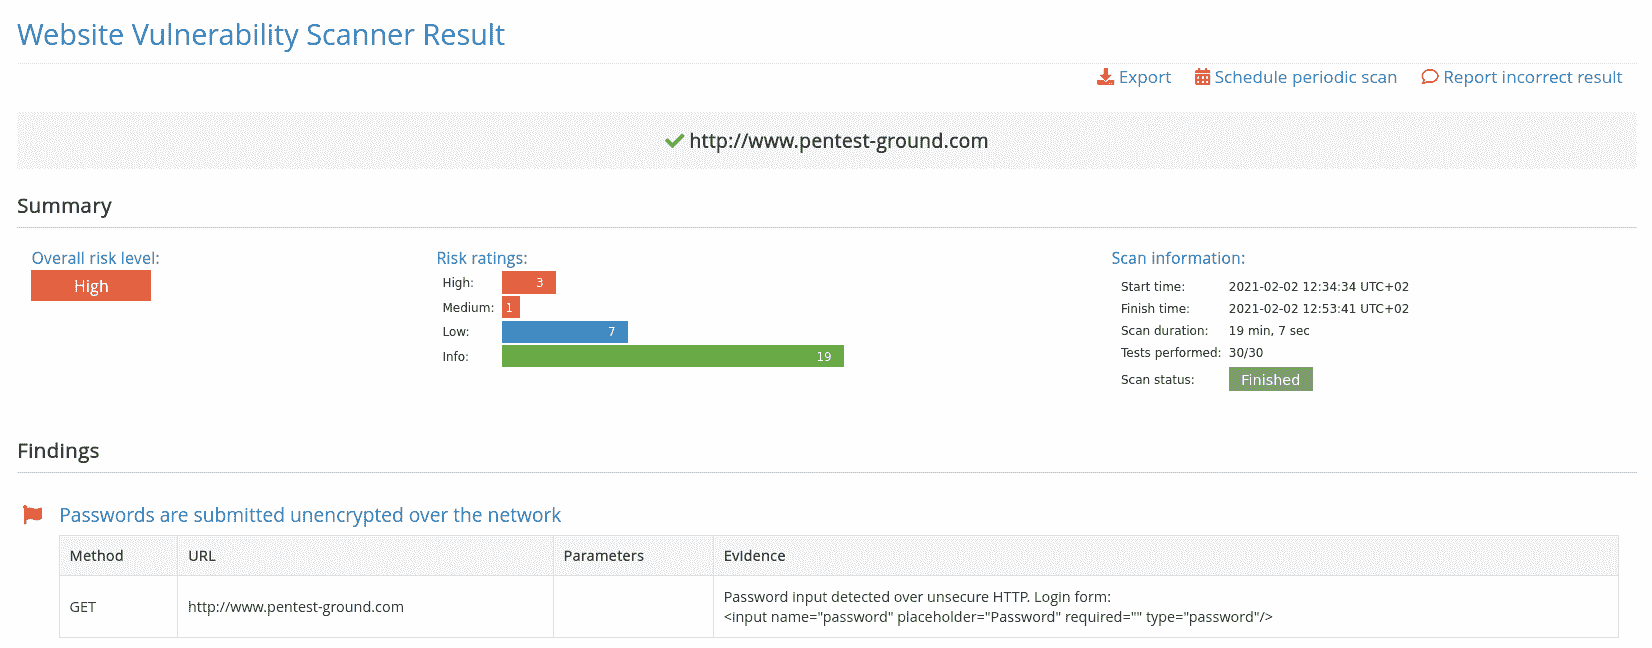 Website Vulnerability Scanner Result
Export Schedule periodic scan Report incorrect result
http://www.pentest-ground.com
Summary
Overall risk level:
High
Risk ratings:
High: 3
Medium: 1
Low: 7
Info: 19
Scan information:
Start time: 2021-02-02 12:34:34 UTC+02
Finish time: 2021-02-02 12:53:41 UTC+02
Scan duration: 19 min, 7 sec
Tests performed: 30/30
Scan status: Finished
Findings
Passwords are submitted unencrypted over the network
Method URL Parameters Evidence
GET http://www.pentest-ground.com
Password input detected over unsecure HTTP. Login form:
<input name="password" placeholder="Password" required="" type="password"/>